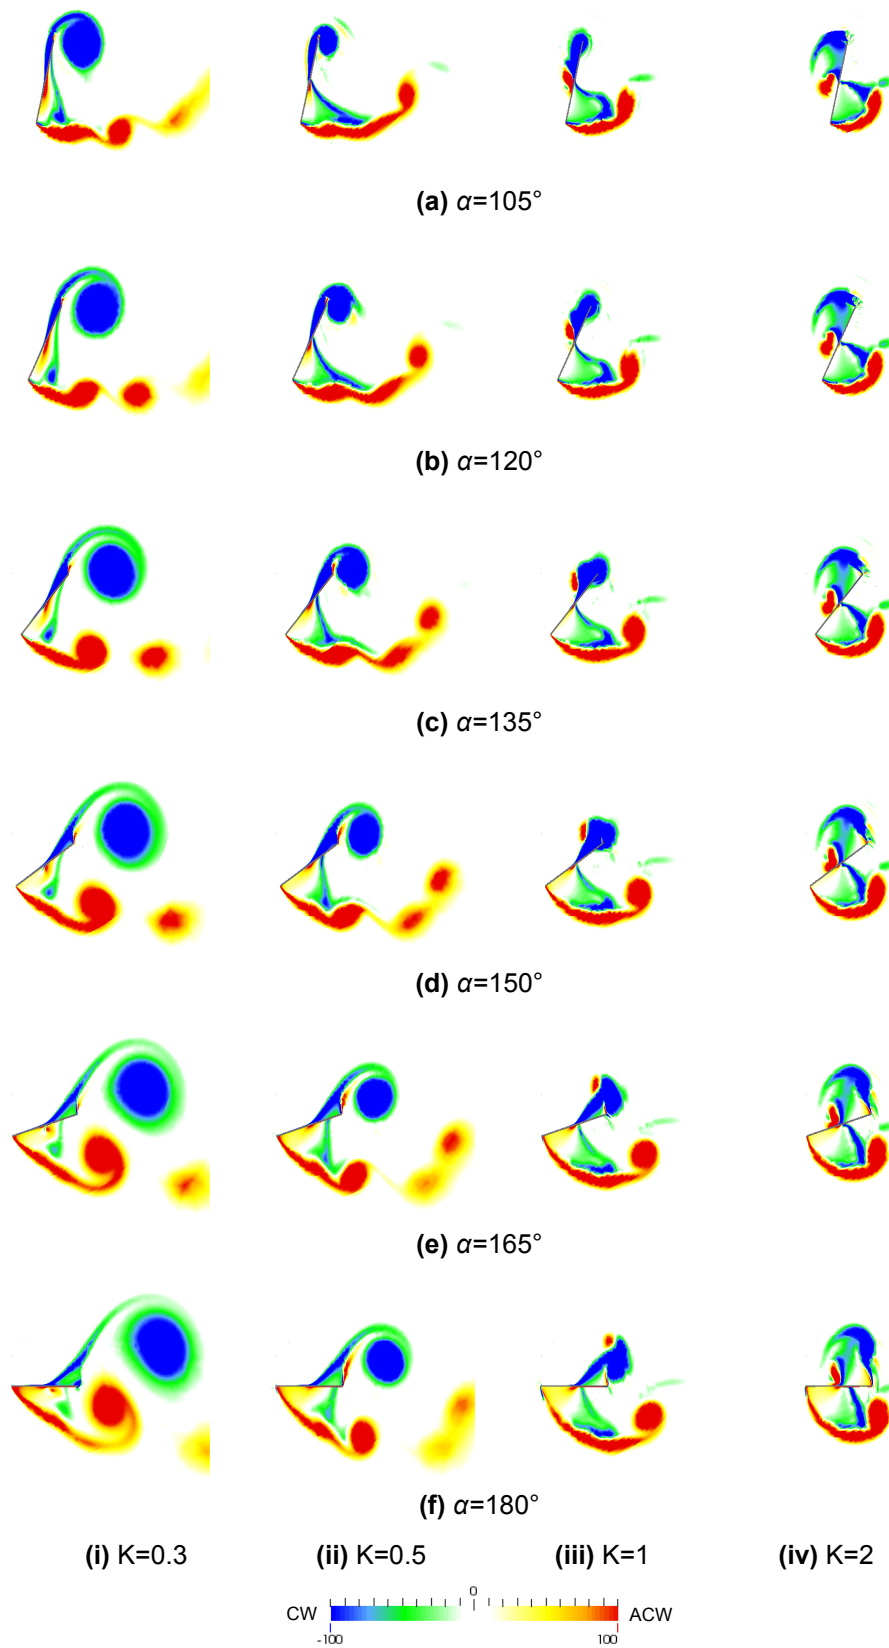 (a) α=105°
(b) α=120°
(c) α=135°
(d) α=150°
(e) α=165°
(f) α=180°
(i) K=0.3 (ii) K=0.5 (iii) K=1 (iv) K=2
0
CW ACW
-100 100